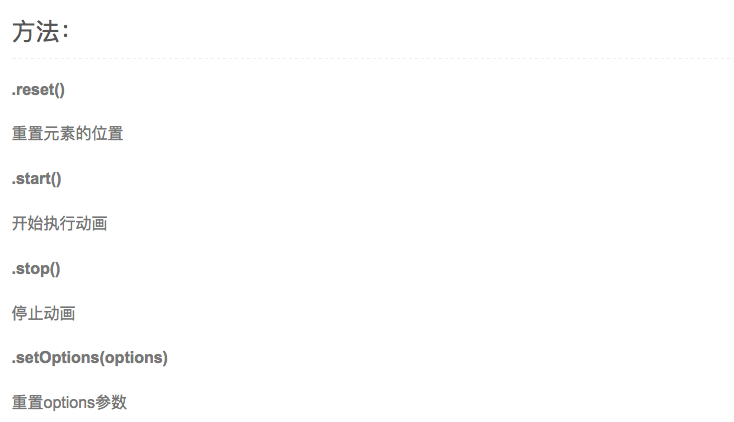 方法：
.reset()
重置元素的位置
.start()
开始执行动画
.stop()
停止动画
.setOptions(options)
重置options参数